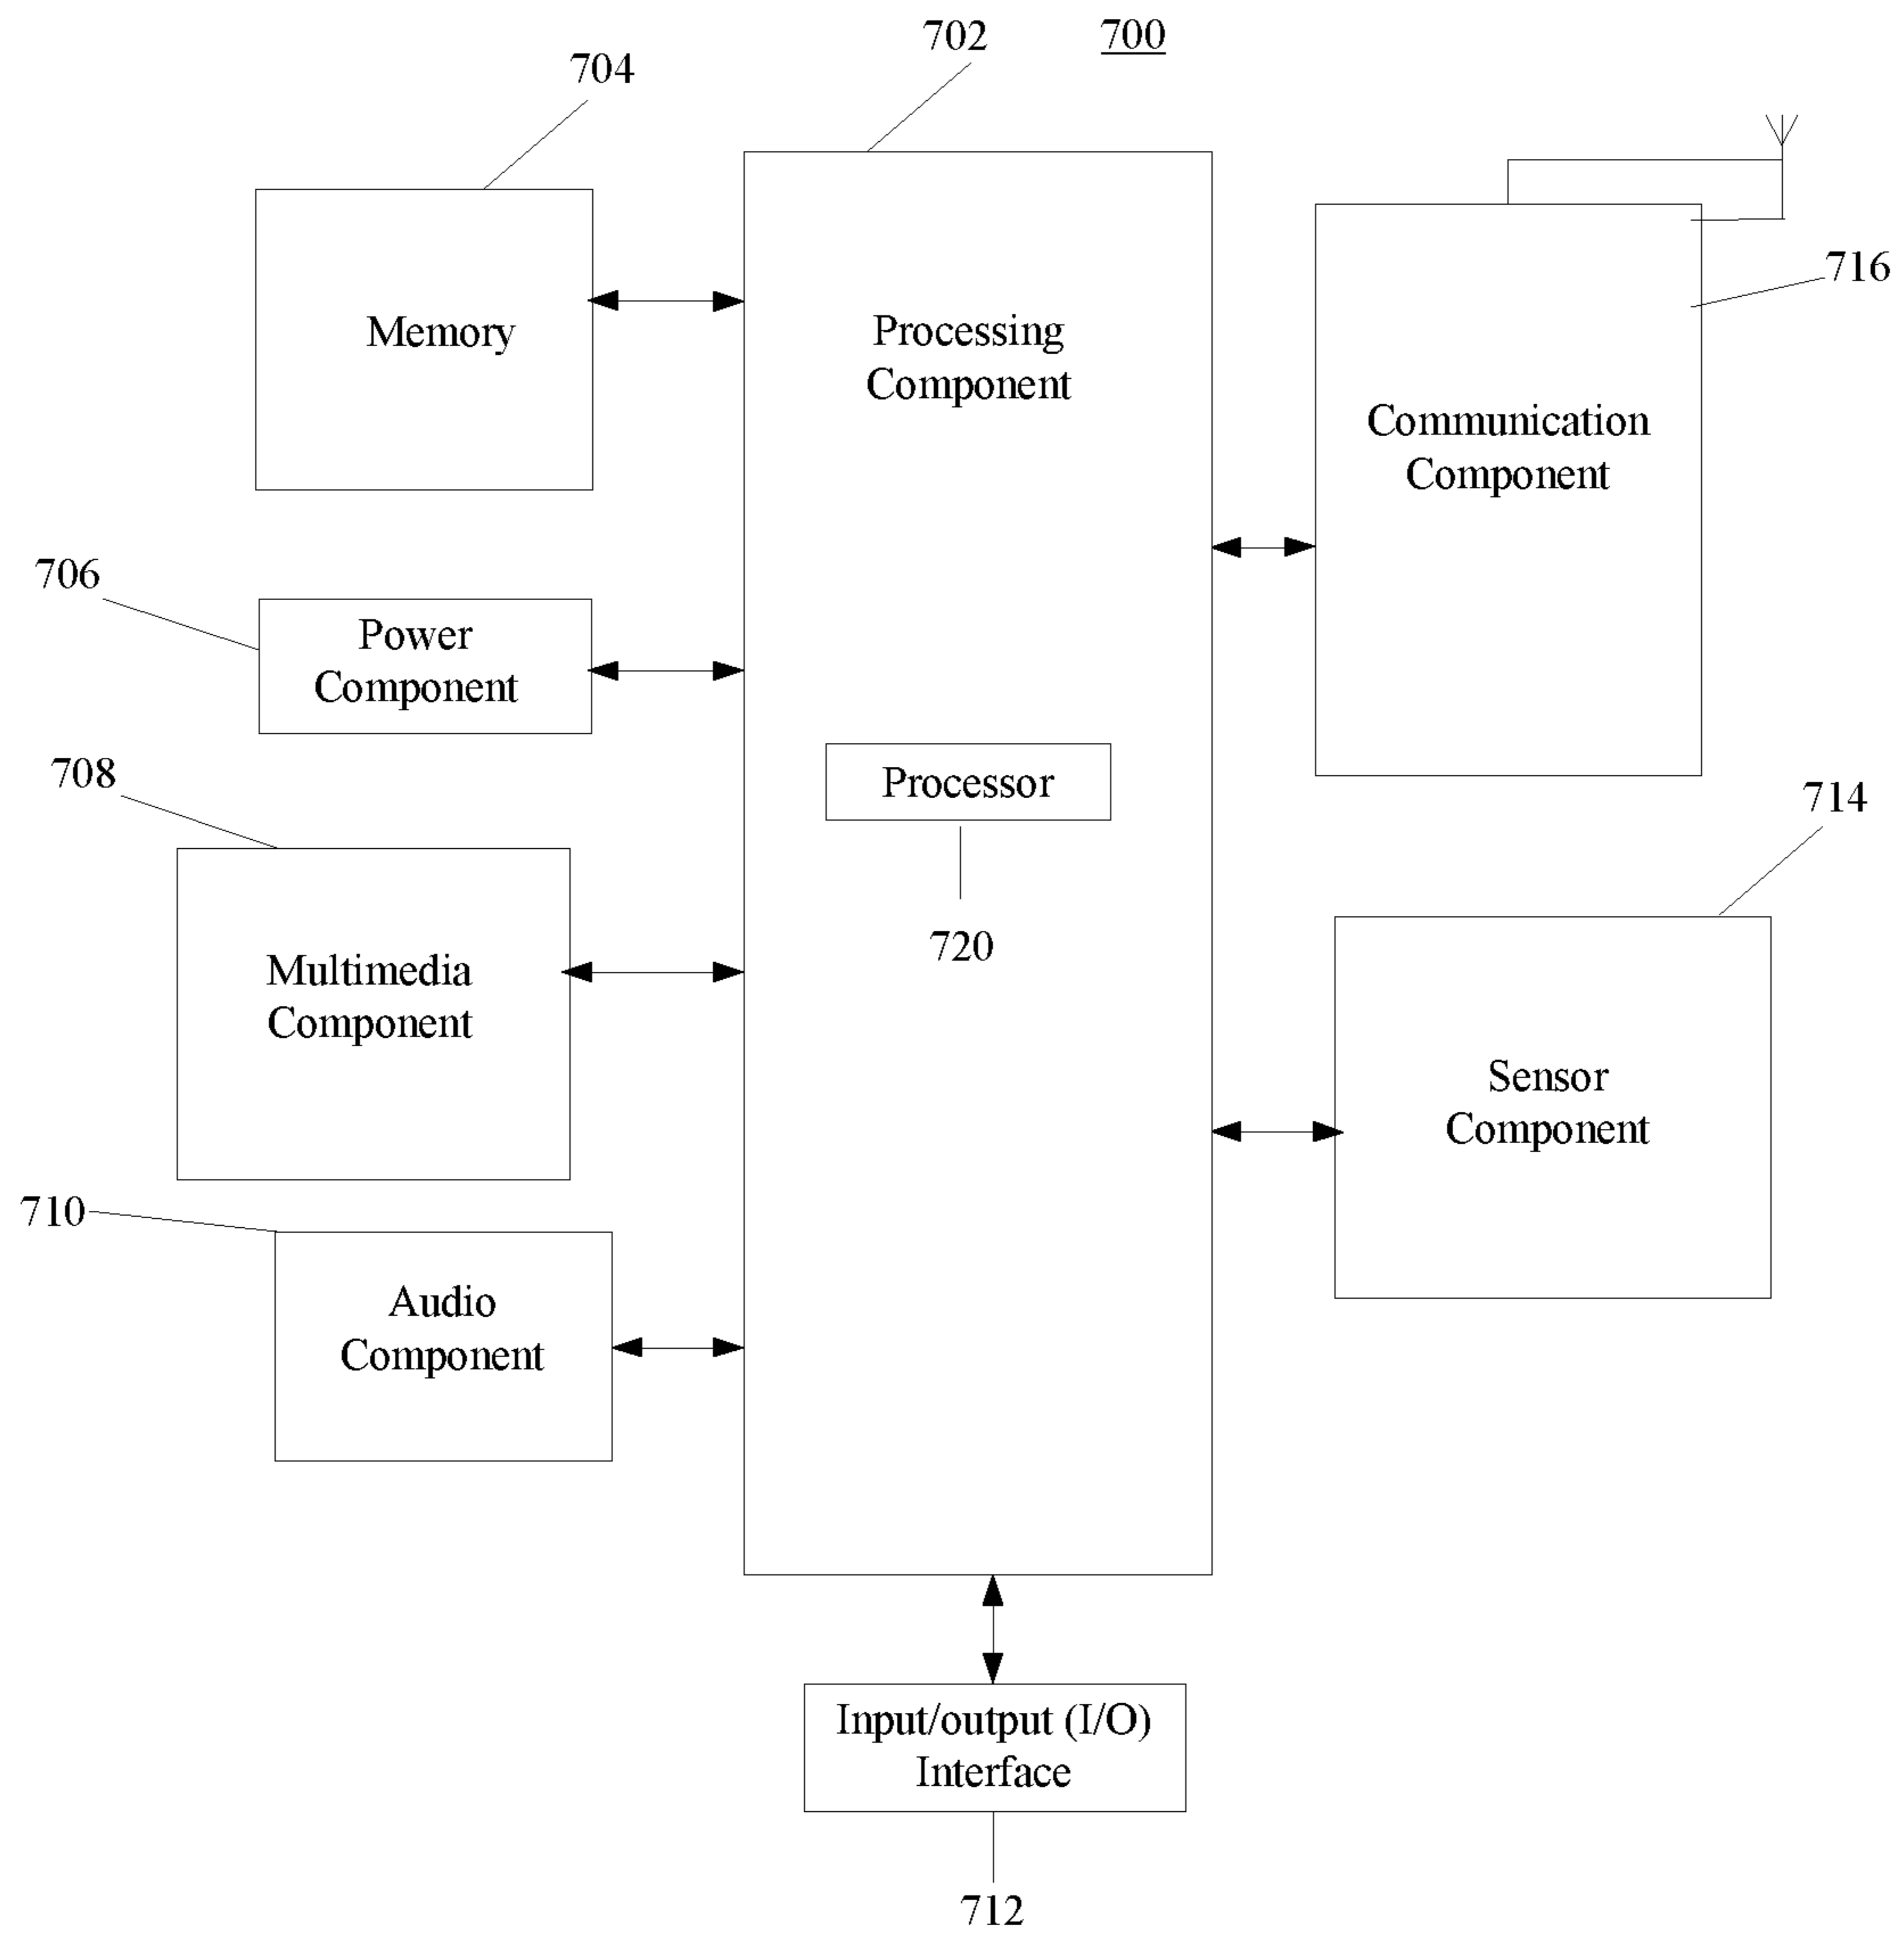 702
700
704
716
Memory
Processing
Component
Communication
Component
706
Power
Component
708
Processor
714
720
Multimedia
Component
Sensor
Component
710
Audio
Component
Input/output (I/O)
Interface
712